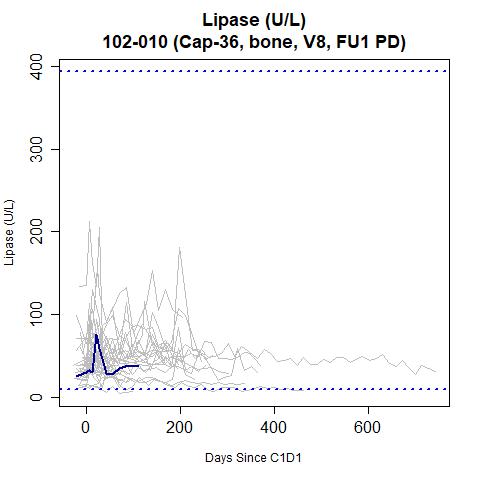 Lipase (U/L)
102-010 (Cap-36, bone, V8, FU1 PD)
400
300
200
100
0
Lipase (U/L)
0 200 400 600
Days Since C1D1